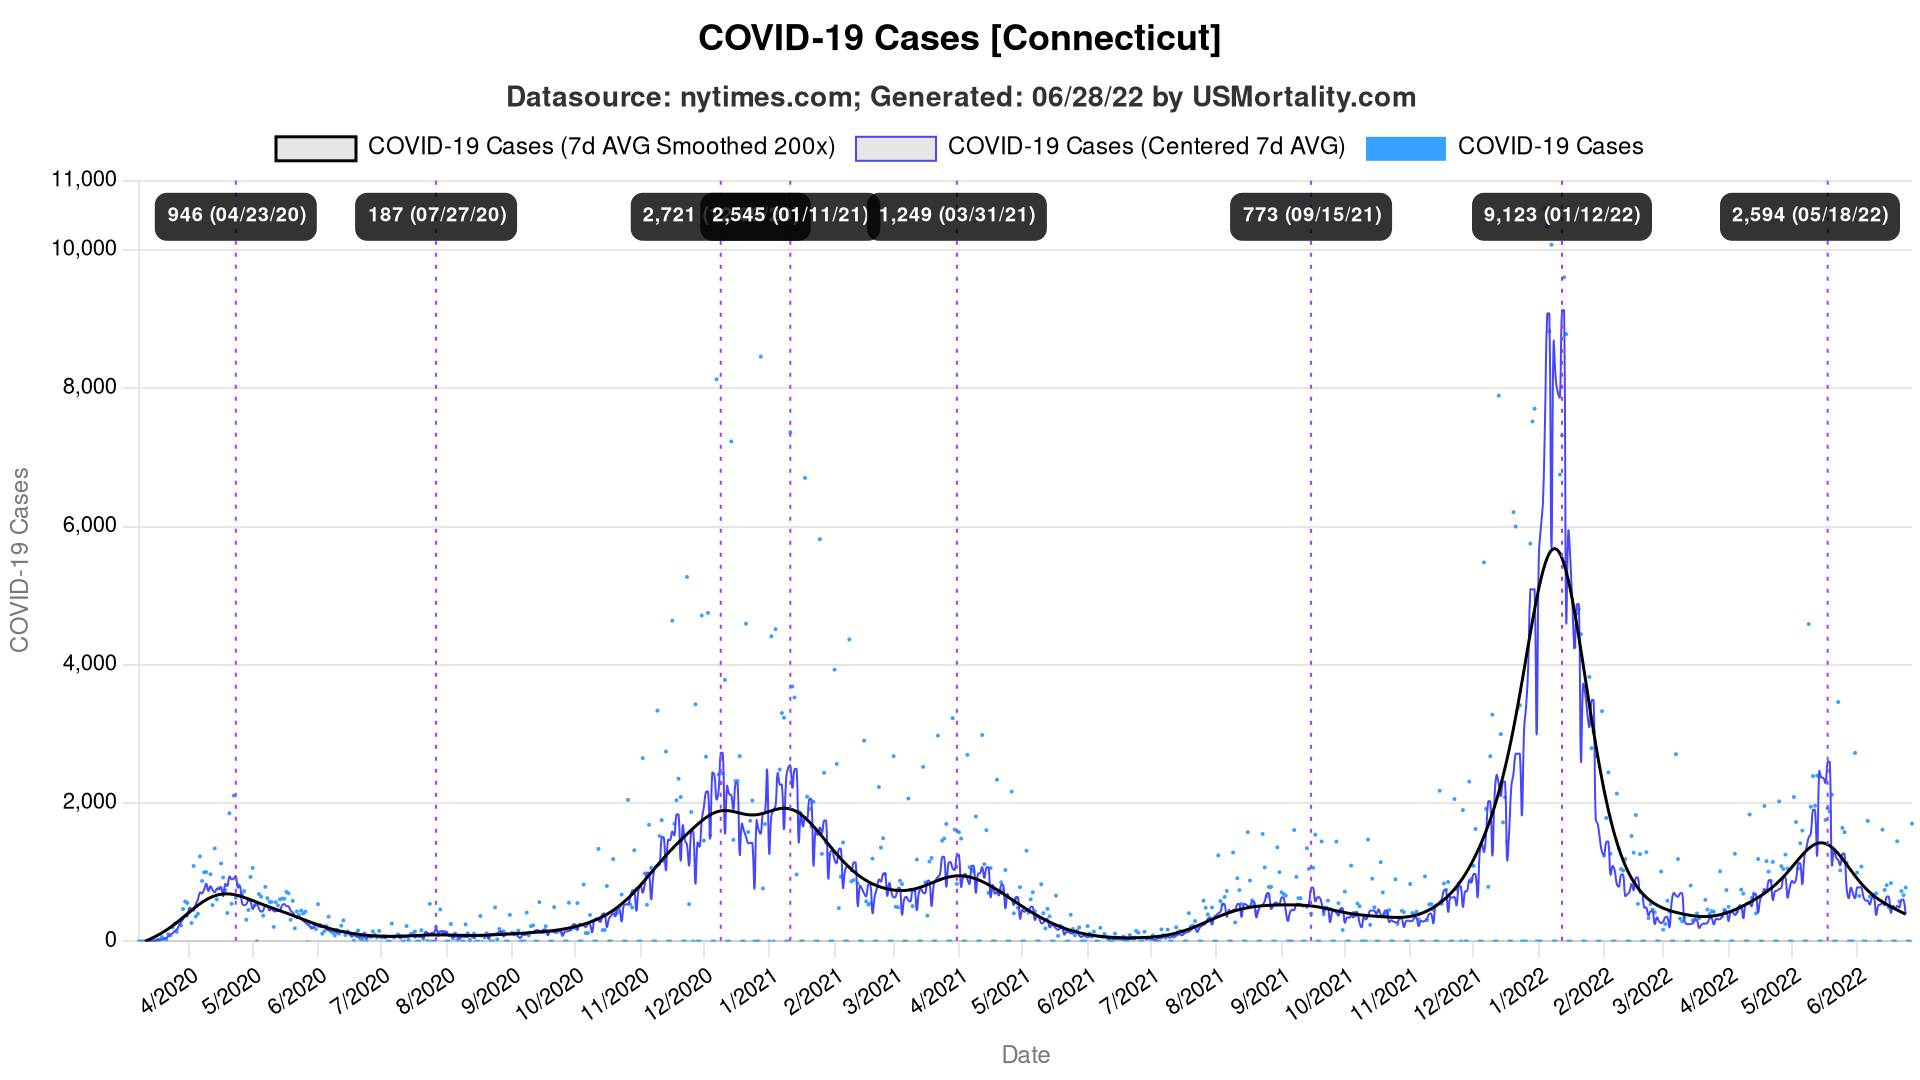 COVID-19 Cases [Connecticut]
Datasource: nytimes.com; Generated: 06/28/22 by USMortality.com
COVID-19 Cases (7d AVG Smoothed 200x) COVID-19 Cases (Centered 7d AVG) COVID-19 Cases
946 (04/23/20) 187 (07/27/20) 2,721 2,545 (01/11/21) 1,249 (03/31/21) 773 (09/15/21) 9,123 (01/12/22) 2,594 (05/18/22)
11,000
10,000
8,000
6,000
4,000
2,000
0
COVID-19 Cases
4/2020 5/2020 6/2020 7/2020 8/2020 9/2020 10/2020 11/2020 12/2020 1/2021 2/2021 3/2021 4/2021 5/2021 6/2021 7/2021 8/2021 9/2021 10/2021 11/2021 12/2021 1/2022 2/2022 3/2022 4/2022 5/2022 6/2022
Date